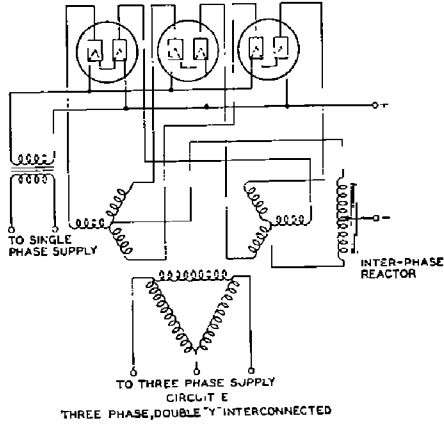 +
TO SINGLE
PHASE SUPPLY
-
INTER-PHASE
REACTOR
TO THREE PHASE SUPPLY
CIRCUIT E
THREE PHASE, DOUBLE "Y" INTERCONNECTED